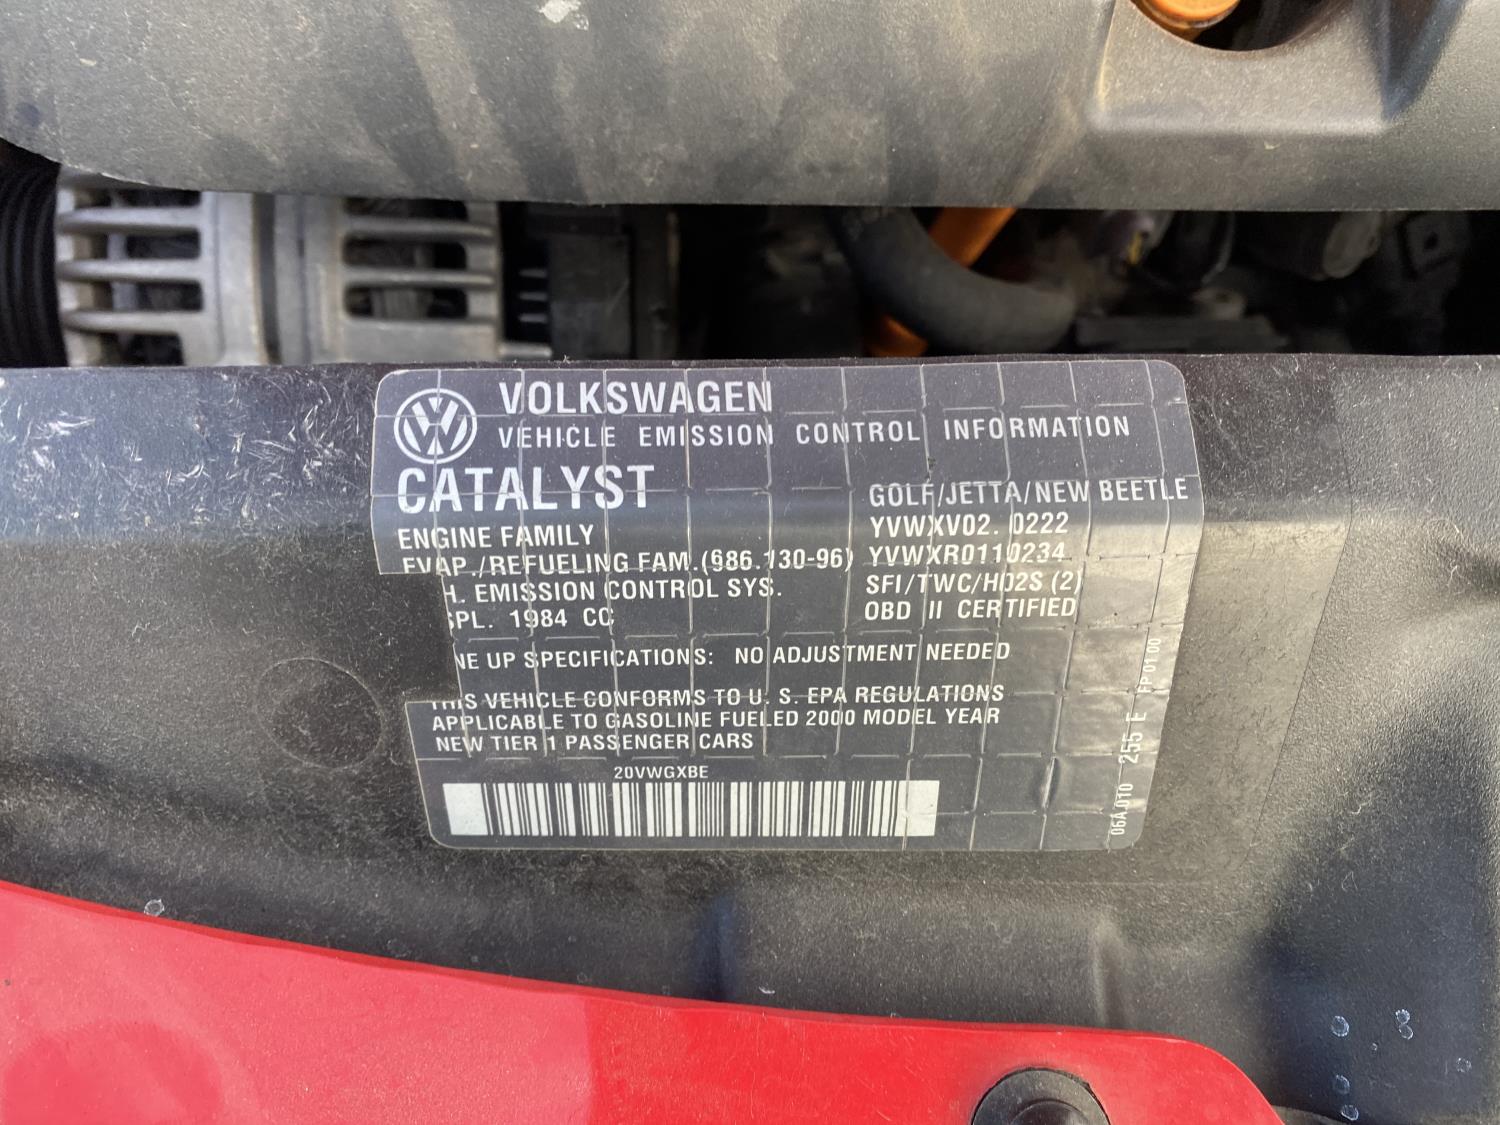 VOLKSWAGEN
VEHICLE EMISSION CONTROL INFORMATION
CATALYST
GOLF/JETTA/NEW BEETLE
ENGINE FAMILY YVWXV02. 0222
EVAP./REFUELING FAM.(686.130-96) YVWXR0110234
H. EMISSION CONTROL SYS. SFI/TWC/HO2S (2)
SPL. 1984 CC OBD II CERTIFIED
NE UP SPECIFICATIONS: NO ADJUSTMENT NEEDED
THIS VEHICLE CONFORMS TO U. S. EPA REGULATIONS
APPLICABLE TO GASOLINE FUELED 2000 MODEL YEAR
NEW TIER 1 PASSENGER CARS
20VWGXBE
06A.010 255 E FP 01.00